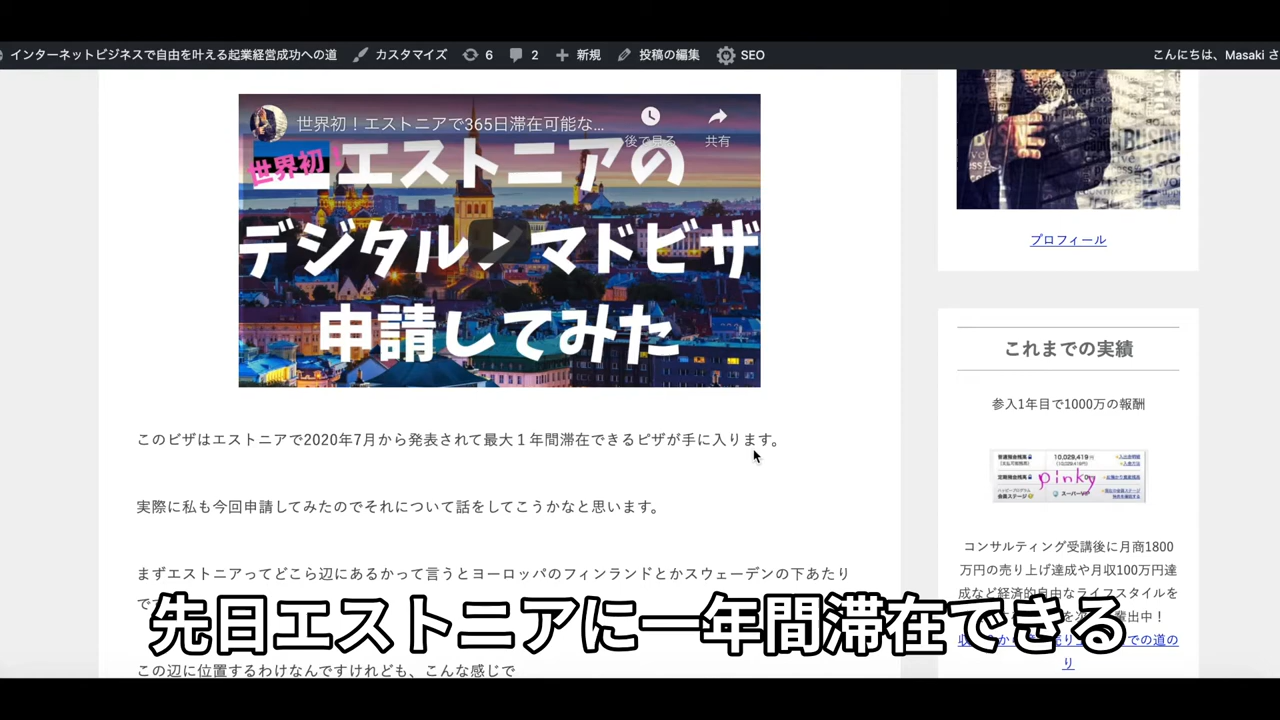 インターネットビジネスで自由を叶える起業経営成功への道 カスタマイズ 6 2 新規 投稿の編集 SEO こんにちは、Masaki さ
世界初！エストニアで365日滞在可能な...
後で見る 共有
世界初！エストニアの
デジタルノマドビザ
申請してみた
このビザはエストニアで2020年7月から発表されて最大１年間滞在できるビザが手に入ります。
実際に私も今回申請してみたのでそれについて話をしてこうかなと思います。
まずエストニアってどこら辺にあるかって言うとヨーロッパのフィンランドとかスウェーデンの下あたり
で
この辺に位置するわけなんですけれども、こんな感じで
BUSINESS
プロフィール
これまでの実績
参入1年目で1000万の報酬
10,029,419
pinky
コンサルティング受講後に月商1800
万円の売り上げ達成や月収100万円達
成など経済的自由なライフスタイルを
輩出中！
での道の
り
先日エストニアに一年間滞在できる